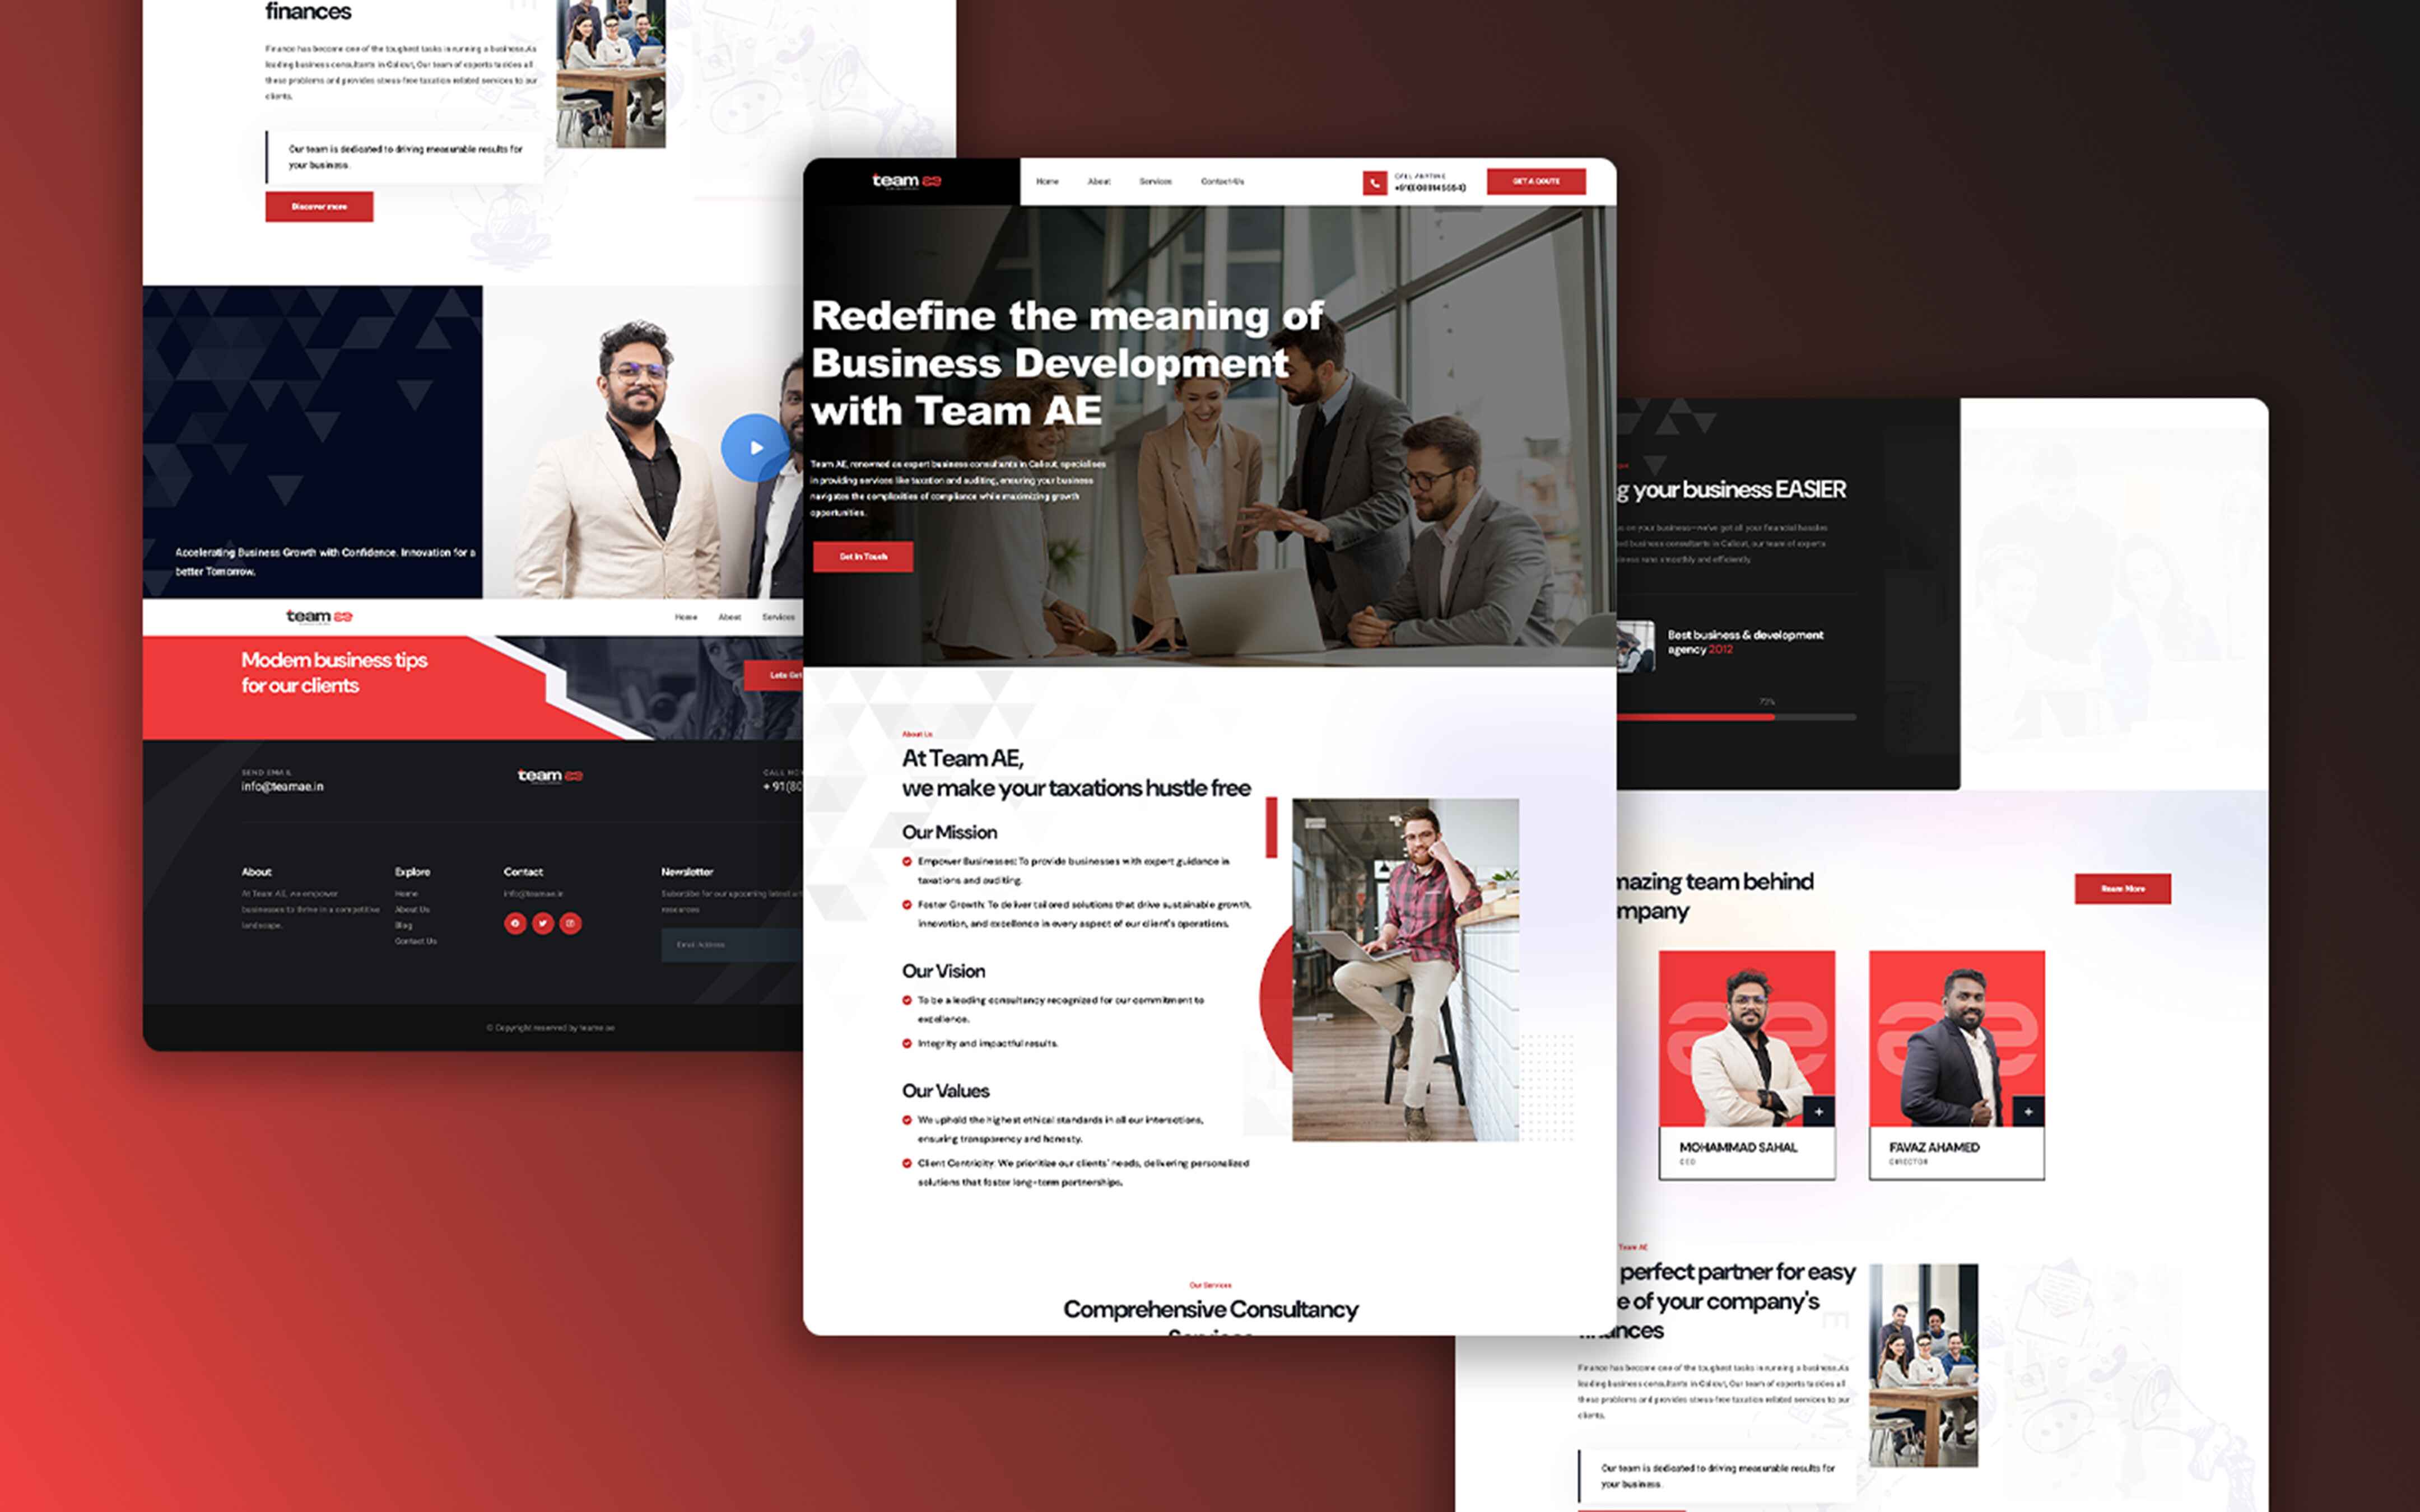 finances
Finance has become one of the toughest tasks in running a business. As
leading business consultants in Calicut, Our team of experts tackles all
these problems and provides stress-free taxation related services to our
clients.
Our team is dedicated to driving measurable results for
your business.
Discover more
Accelerating Business Growth with Confidence. Innovation for a
better Tomorrow.
team ae
Home About Services
Modern business tips
for our clients
Lets Get
SEND EMAIL
info@teamae.in
team ae
CALL NO
+ 91(80
About
At Team AE, we empower
businesses to thrive in a competitive
landscape.
Explore
Home
About Us
Blog
Contact Us
Contact
info@teamae.in
Newsletter
Subscribe for our upcoming latest
resources
Email Address
© Copyright reserved by teame ae
team ae
Home About Services Contact Us
CALL ANYTIME
GET A QOUTE
Redefine the meaning of
Business Development
with Team AE
Team AE, renowned as expert business consultants in Calicut, specialises
in providing services like taxation and auditing, ensuring your business
navigates the complexities of compliance while maximizing growth
opportunities.
Get In Touch
About Us
At Team AE,
we make your taxations hustle free
Our Mission
Empower Businesses: To provide businesses with expert guidance in
taxations and auditing.
Foster Growth: To deliver tailored solutions that drive sustainable growth,
innovation, and excellence in every aspect of our client's operations.
Our Vision
To be a leading consultancy recognized for our commitment to
excellence.
Integrity and impactful results.
Our Values
We uphold the highest ethical standards in all our interactions,
ensuring transparency and honesty.
Client Centricity: We prioritize our clients' needs, delivering personalized
solutions that foster long-term partnerships.
Our Services
Comprehensive Consultancy
Services
g your business EASIER
us on your business—we've got all your financial hassles
ed business consultants in Calicut, our team of experts
iness runs smoothly and efficiently.
Best business & development
agency 2012
mazing team behind
mpany
Ream More
ae
MOHAMMAD SAHAL
CEO
ae
FAVAZ AHAMED
DIRECTOR
Team AE
perfect partner for easy
e of your company's
finances
Finance has become one of the toughest tasks in running a business. As
leading business consultants in Calicut, Our team of experts tackles all
these problems and provides stress-free taxation related services to our
clients.
Our team is dedicated to driving measurable results for
your business.